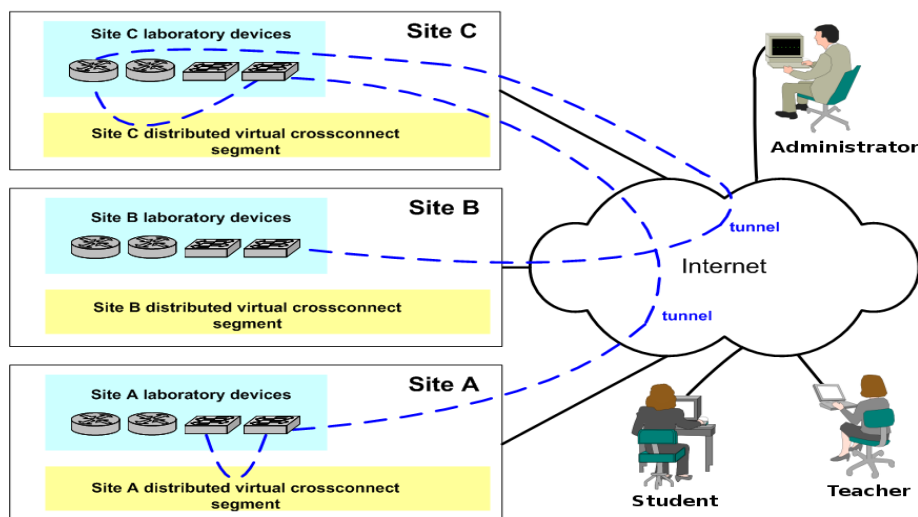 Site C laboratory devices
Site C
Site C distributed virtual crossconnect
segment
Administrator
Site B laboratory devices
Site B
Site B distributed virtual crossconnect
segment
tunnel
Internet
tunnel
Site A laboratory devices
Site A
Site A distributed virtual crossconnect
segment
Student
Teacher